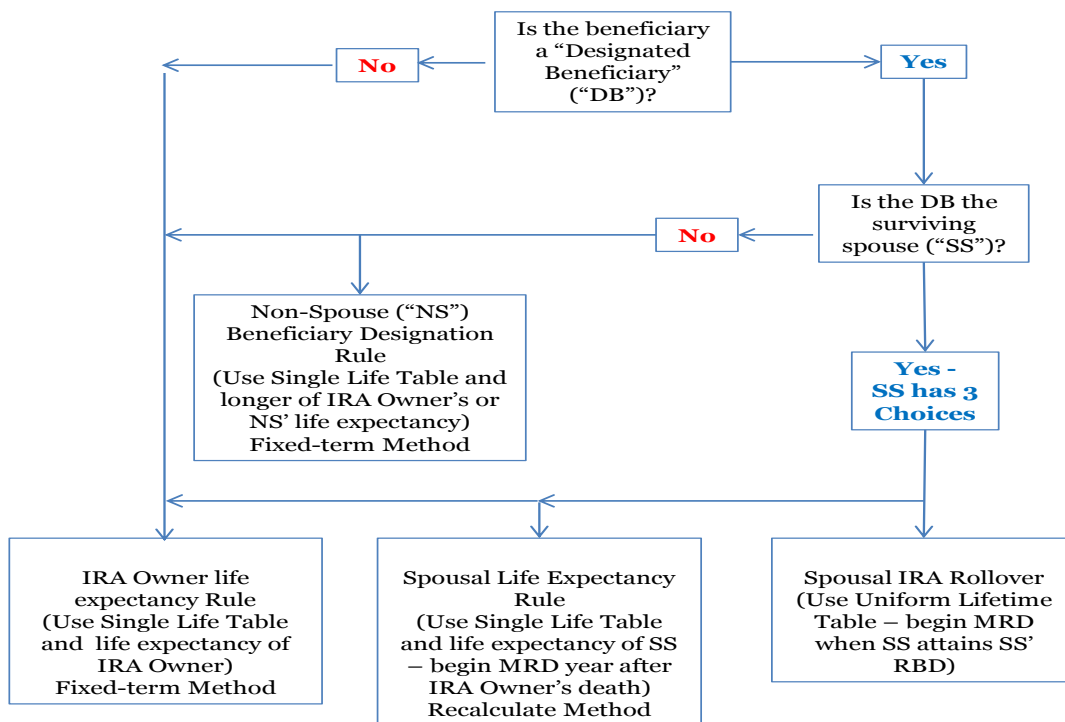 Is the beneficiary
a “Designated
Beneficiary”
(“DB”)?
No
Yes
Is the DB the
surviving
spouse (“SS”)?
No
Non-Spouse (“NS”)
Beneficiary Designation
Rule
(Use Single Life Table and
longer of IRA Owner’s or
NS’ life expectancy)
Fixed-term Method
Yes -
SS has 3
Choices
IRA Owner life
expectancy Rule
(Use Single Life Table
and life expectancy of
IRA Owner)
Fixed-term Method
Spousal Life Expectancy
Rule
(Use Single Life Table
and life expectancy of SS
– begin MRD year after
IRA Owner’s death)
Recalculate Method
Spousal IRA Rollover
(Use Uniform Lifetime
Table – begin MRD
when SS attains SS’
RBD)